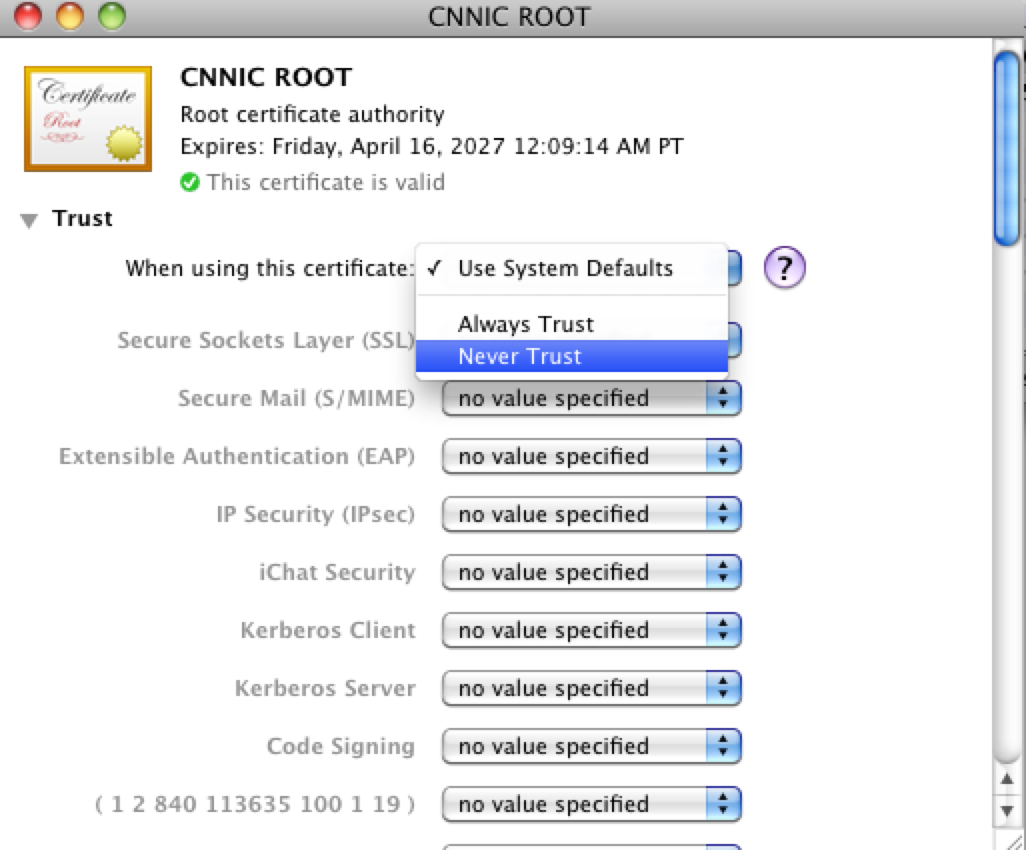 CNNIC ROOT
Certificate
Root
CNNIC ROOT
Root certificate authority
Expires: Friday, April 16, 2027 12:09:14 AM PT
This certificate is valid
Trust
When using this certificate: ✓ Use System Defaults ?
Always Trust
Secure Sockets Layer (SSL)
Never Trust
Secure Mail (S/MIME) no value specified
Extensible Authentication (EAP) no value specified
IP Security (IPsec) no value specified
iChat Security no value specified
Kerberos Client no value specified
Kerberos Server no value specified
Code Signing no value specified
( 1 2 840 113635 100 1 19 ) no value specified